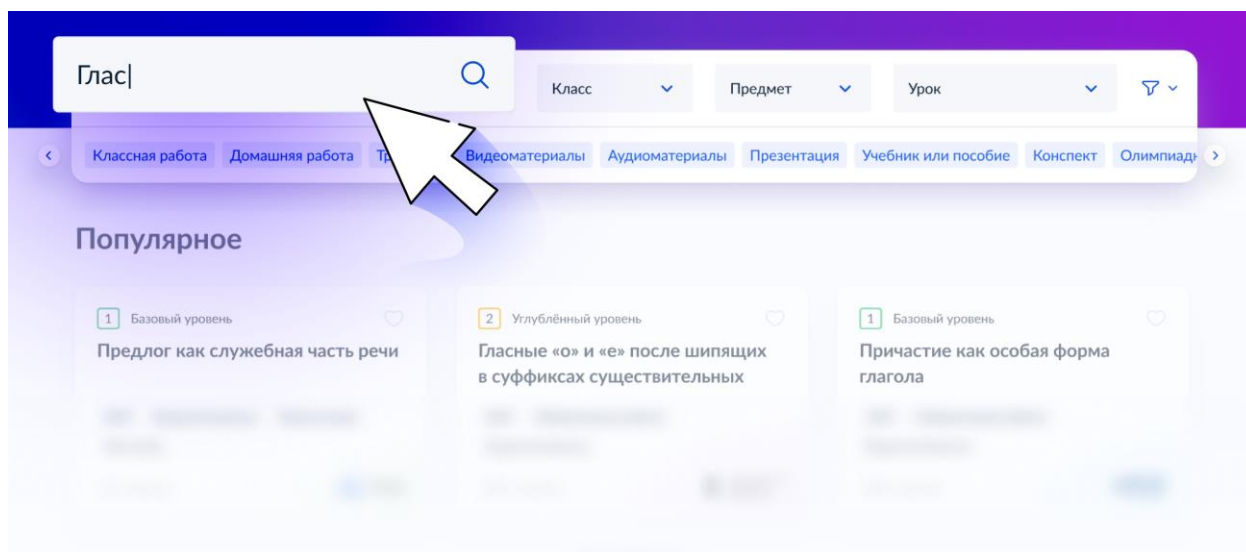 Глас
Класс
Предмет
Урок
Классная работа
Домашняя работа
Видеоматериалы
Аудиоматериалы
Презентация
Учебник или пособие
Конспект
Популярное
1 Базовый уровень
Предлог как служебная часть речи
2 Углублённый уровень
Гласные «о» и «е» после шипящих
в суффиксах существительных
1 Базовый уровень
Причастие как особая форма
глагола